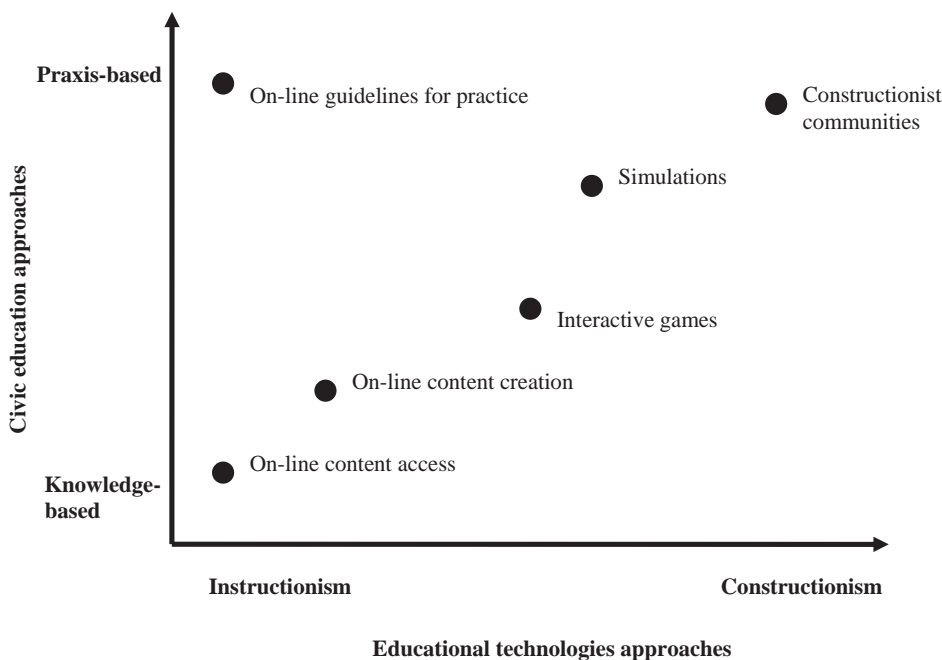 Praxis-based
On-line guidelines for practice
Constructionist
communities
Simulations
Civic education approaches
Interactive games
On-line content creation
On-line content access
Knowledge-
based
Instructionism
Constructionism
Educational technologies approaches